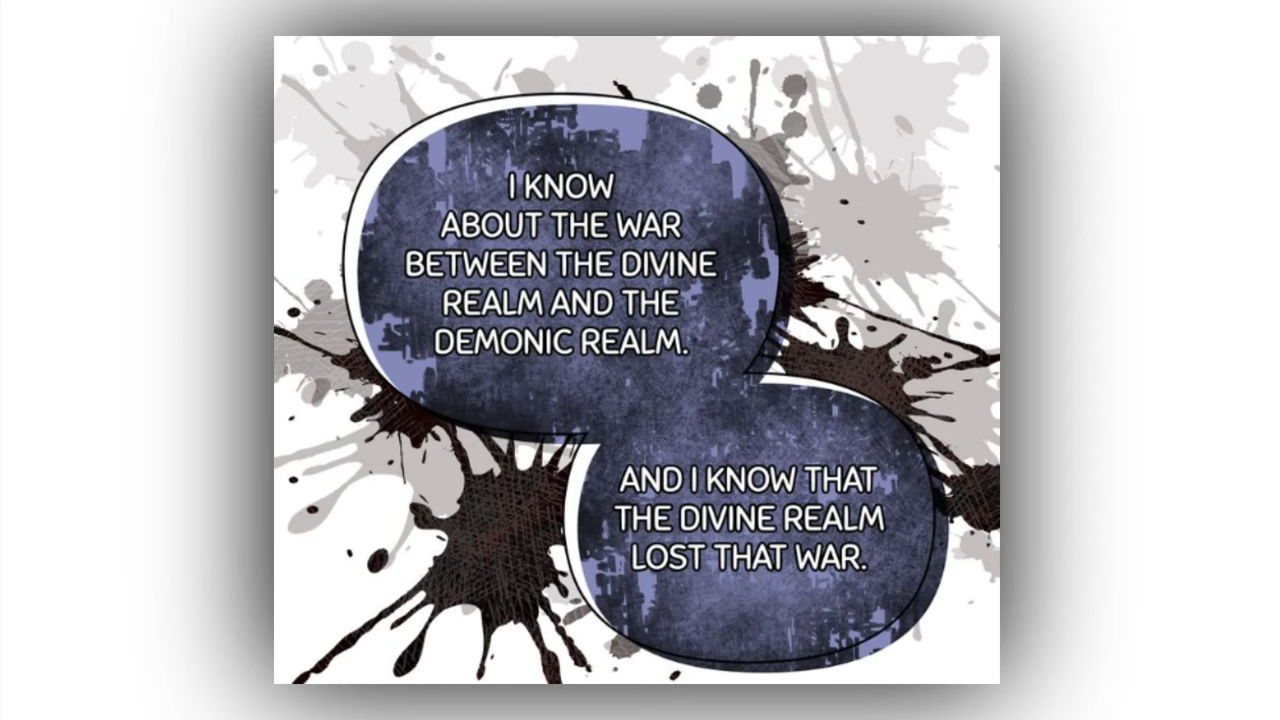 I KNOW
ABOUT THE WAR
BETWEEN THE DIVINE
REALM AND THE
DEMONIC REALM.
AND I KNOW THAT
THE DIVINE REALM
LOST THAT WAR.